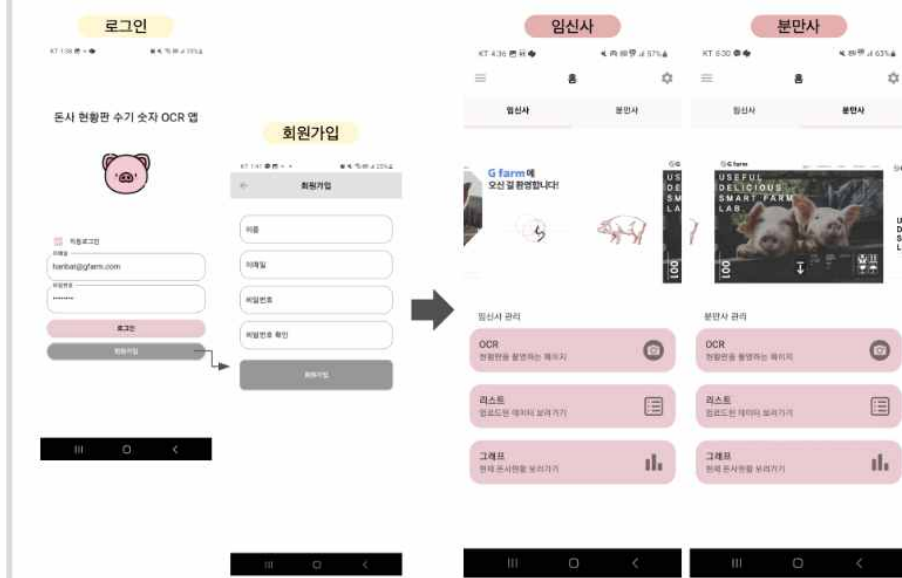 로그인
돈사 현황판 수기 숫자 OCR 앱
자동로그인
이메일
hanbat@gfarm.com
비밀번호
로그인
회원가입
회원가입
회원가입
이름
이메일
비밀번호
비밀번호 확인
회원가입
임신사
홈
임신사
분만사
G farm에
오신 걸 환영합니다!
001
임신사 관리
OCR
현황판을 촬영하는 페이지
리스트
업로드된 데이터 보러가기
그래프
현재 돈사현황 보러가기
분만사
홈
임신사
분만사
G farm
USEFUL
DELICIOUS
SMART FARM
LAB
001
분만사 관리
OCR
현황판을 촬영하는 페이지
리스트
업로드된 데이터 보러가기
그래프
현재 돈사현황 보러가기